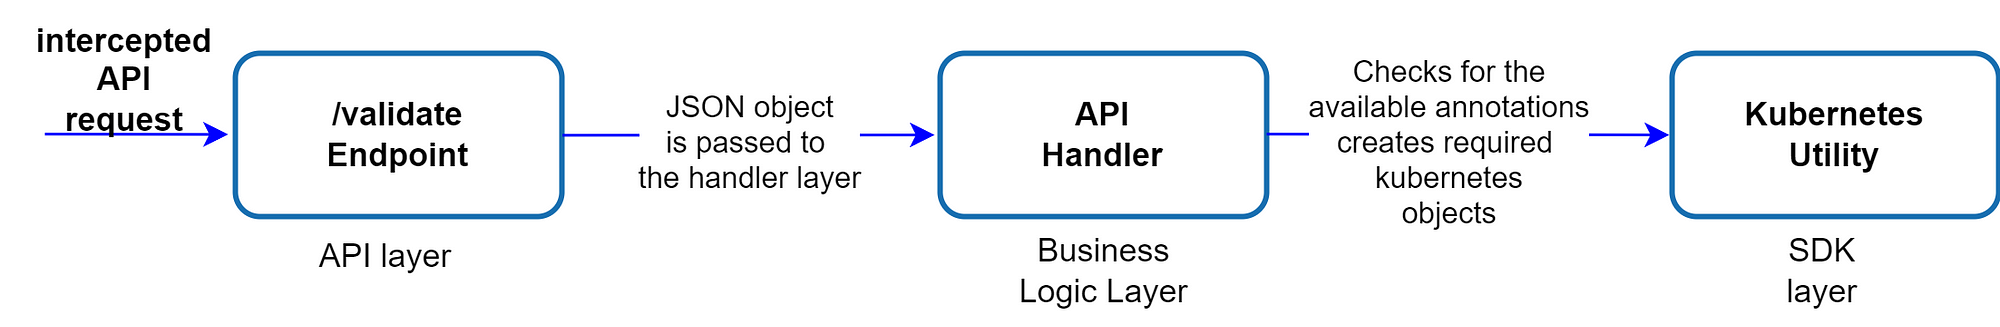 intercepted
API
request
/validate
Endpoint
API layer
JSON object
is passed to
the handler layer
API
Handler
Business
Logic Layer
Checks for the
available annotations
creates required
kubernetes
objects
Kubernetes
Utility
SDK
layer